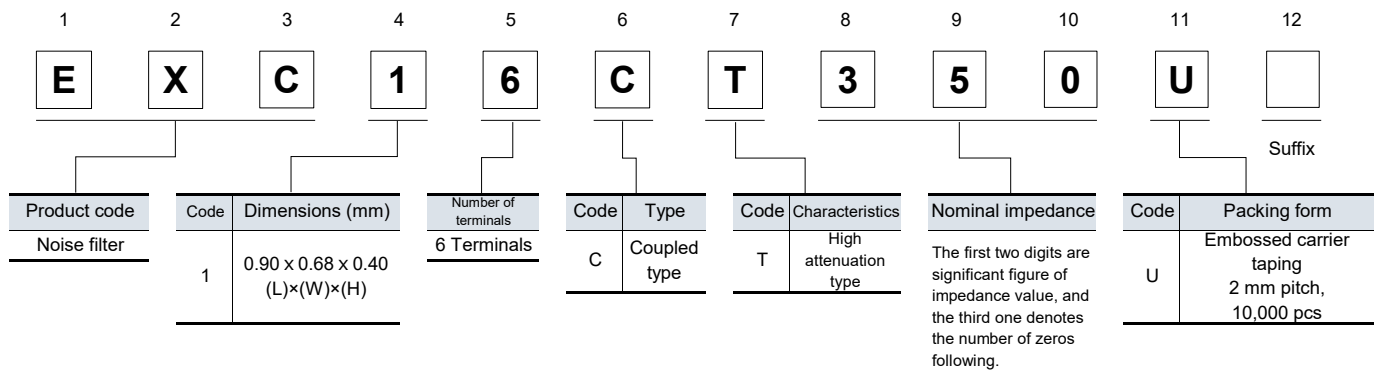 1 2 3 4 5 6 7 8 9 10 11 12
E X C 1 6 C T 3 5 0 U
Suffix
Product code
Noise filter
Code Dimensions (mm)
1 0.90 x 0.68 x 0.40
(L)×(W)×(H)
Number of
terminals
6 Terminals
Code Type
C Coupled
type
Code Characteristics
T High
attenuation
type
Nominal impedance
The first two digits are
significant figure of
impedance value, and
the third one denotes
the number of zeros
following.
Code Packing form
U Embossed carrier
taping
2 mm pitch,
10,000 pcs